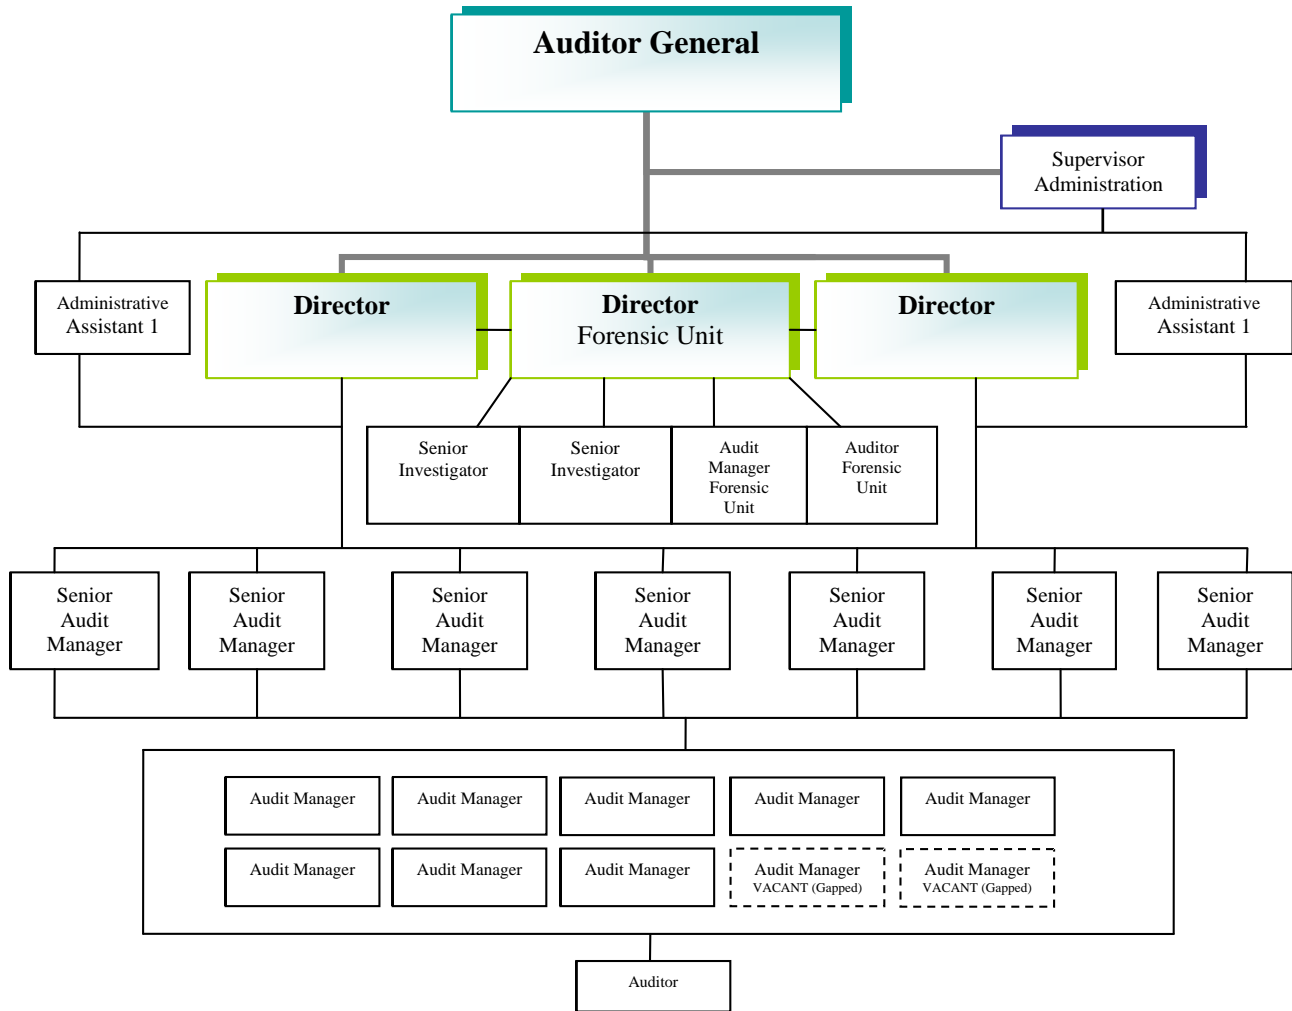 Auditor General
Supervisor
Administration
Administrative
Assistant 1
Director
Director
Forensic Unit
Director
Administrative
Assistant 1
Senior
Investigator
Senior
Investigator
Audit
Manager
Forensic
Unit
Auditor
Forensic
Unit
Senior
Audit
Manager
Senior
Audit
Manager
Senior
Audit
Manager
Senior
Audit
Manager
Senior
Audit
Manager
Senior
Audit
Manager
Senior
Audit
Manager
Audit Manager
Audit Manager
Audit Manager
Audit Manager
Audit Manager
Audit Manager
Audit Manager
Audit Manager
Audit Manager
VACANT (Gapped)
Audit Manager
VACANT (Gapped)
Auditor